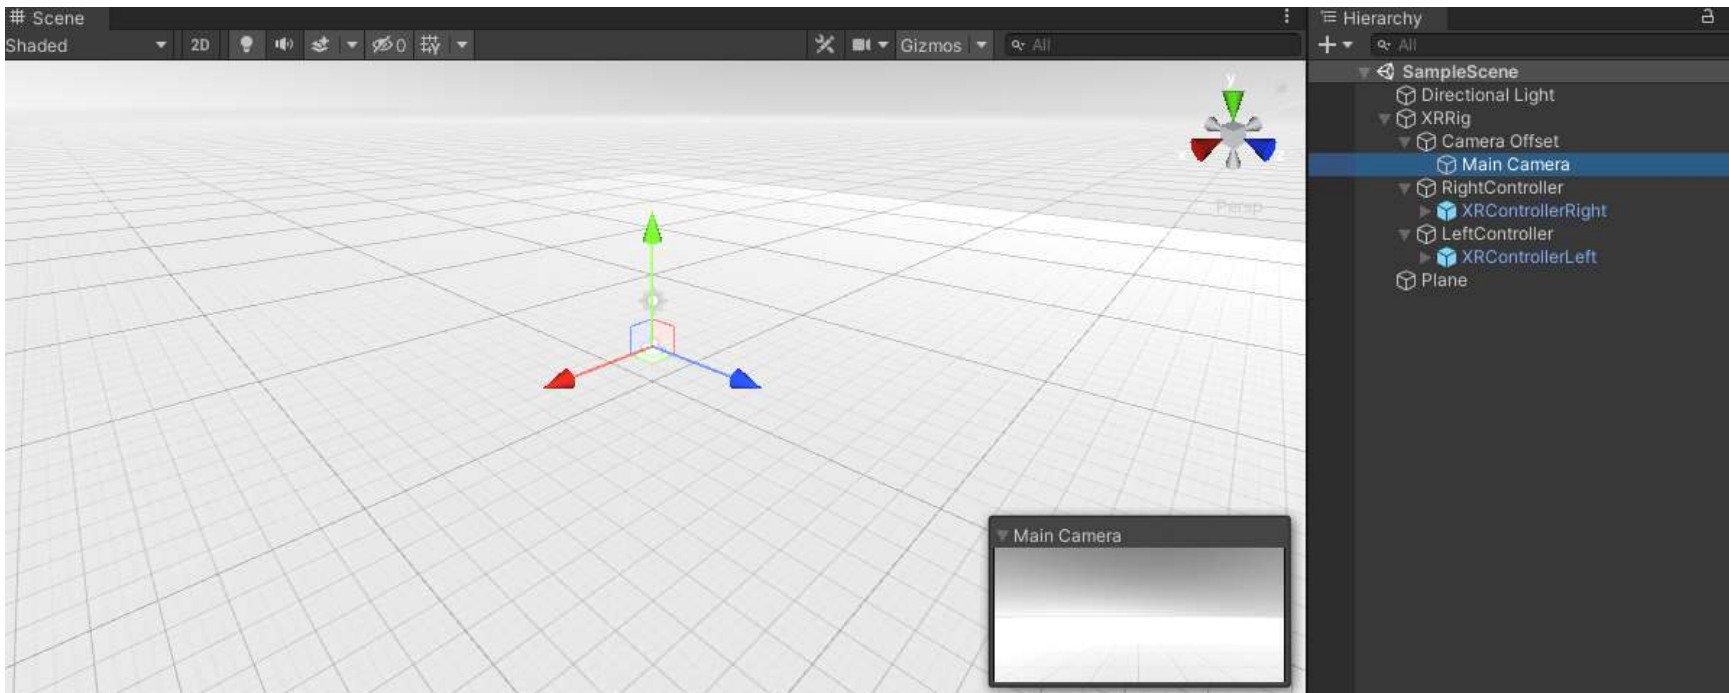 Scene
Shaded
2D
0
Gizmos
All
y
x
z
Persp
Main Camera
Hierarchy
All
SampleScene
Directional Light
XRRig
Camera Offset
Main Camera
RightController
XRControllerRight
LeftController
XRControllerLeft
Plane